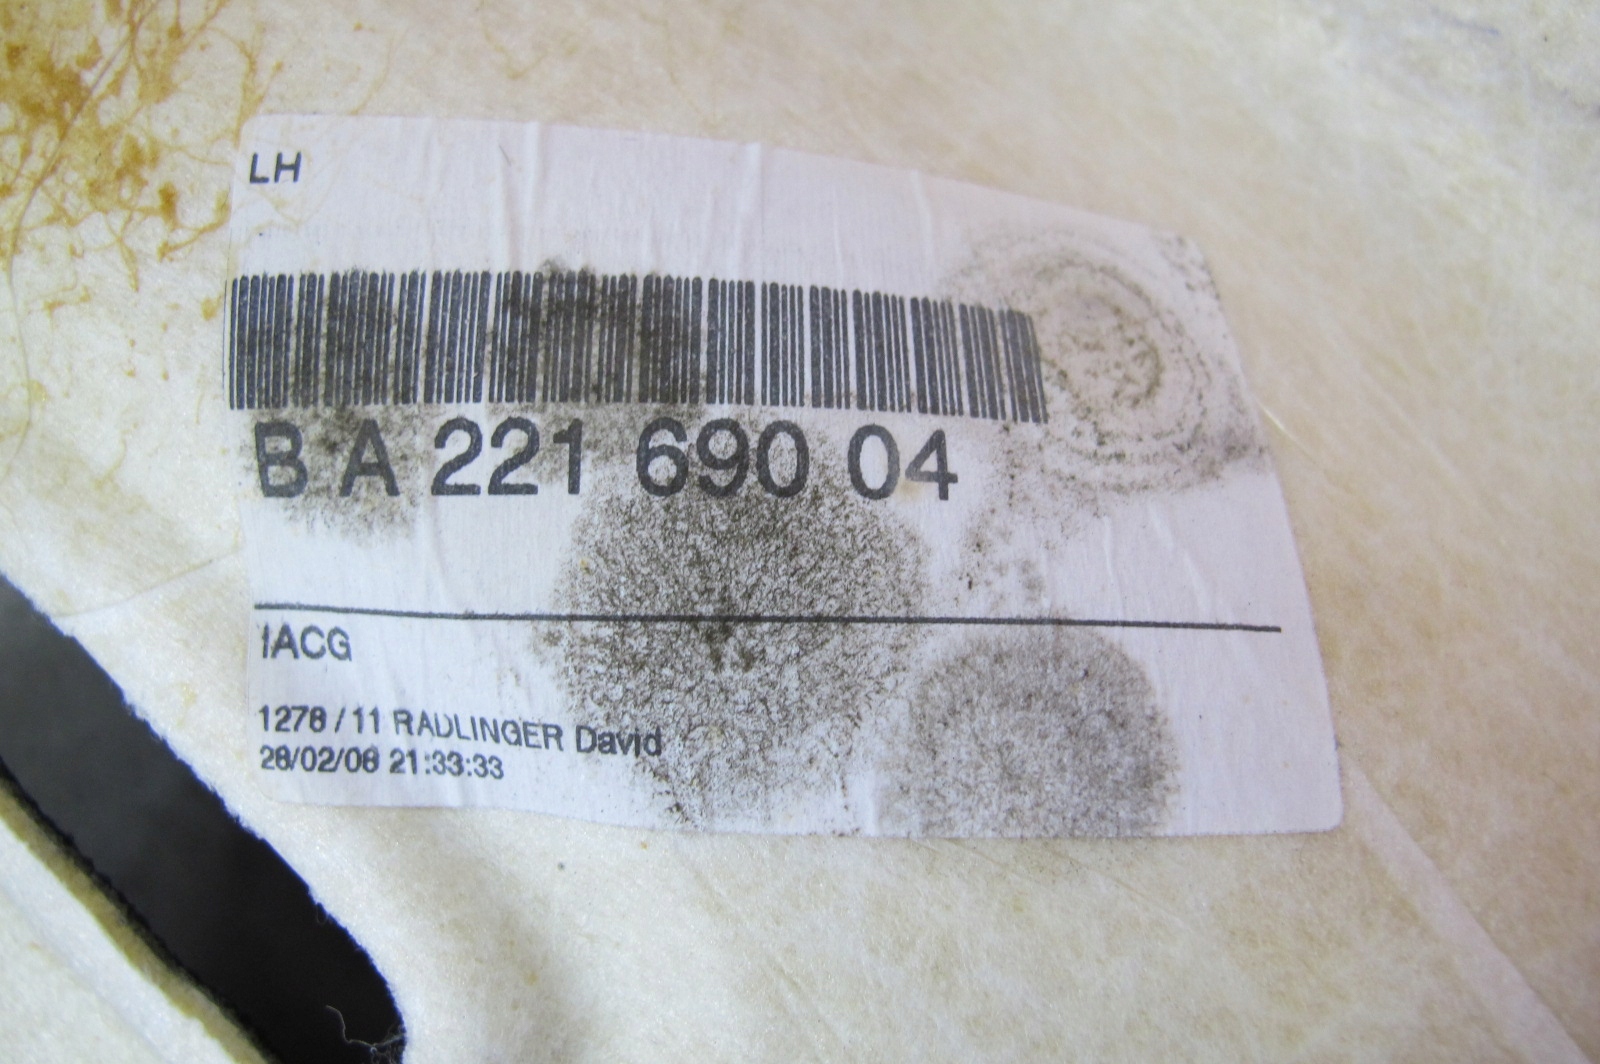 LH
B A 221 690 04
IACG
1278 / 11 RADLINGER David
28/02/08 21:33:33